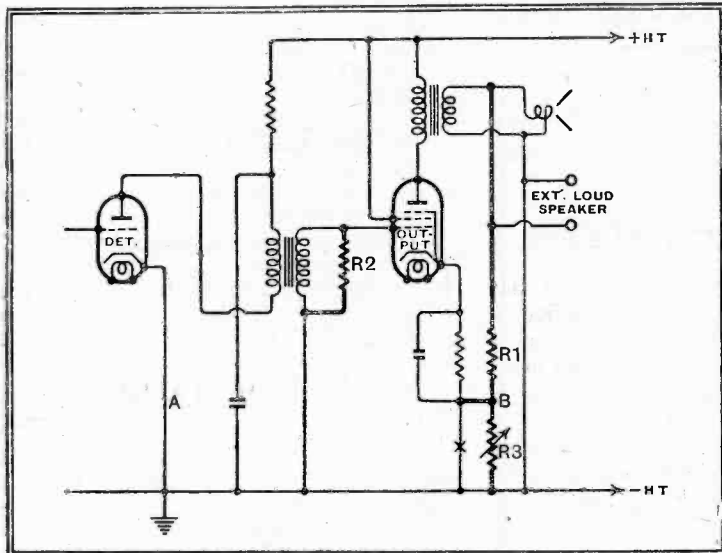 +HT
DET.
OUT-
PUT
EXT. LOUD
SPEAKER
R2
R1
A
B
R3
-HT